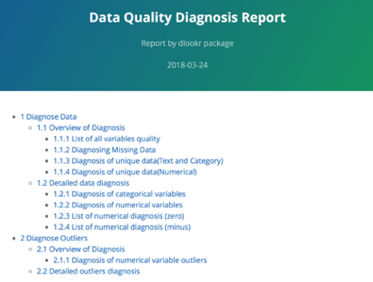 Data Quality Diagnosis Report
Report by dlookr package
2018-03-24
1 Diagnose Data
1.1 Overview of Diagnosis
1.1.1 List of all variables quality
1.1.2 Diagnosing Missing Data
1.1.3 Diagnosis of unique data(Text and Category)
1.1.4 Diagnosis of unique data(Numerical)
1.2 Detailed data diagnosis
1.2.1 Diagnosis of categorical variables
1.2.2 Diagnosis of numerical variables
1.2.3 List of numerical diagnosis (zero)
1.2.4 List of numerical diagnosis (minus)
2 Diagnose Outliers
2.1 Overview of Diagnosis
2.1.1 Diagnosis of numerical variable outliers
2.2 Detailed outliers diagnosis